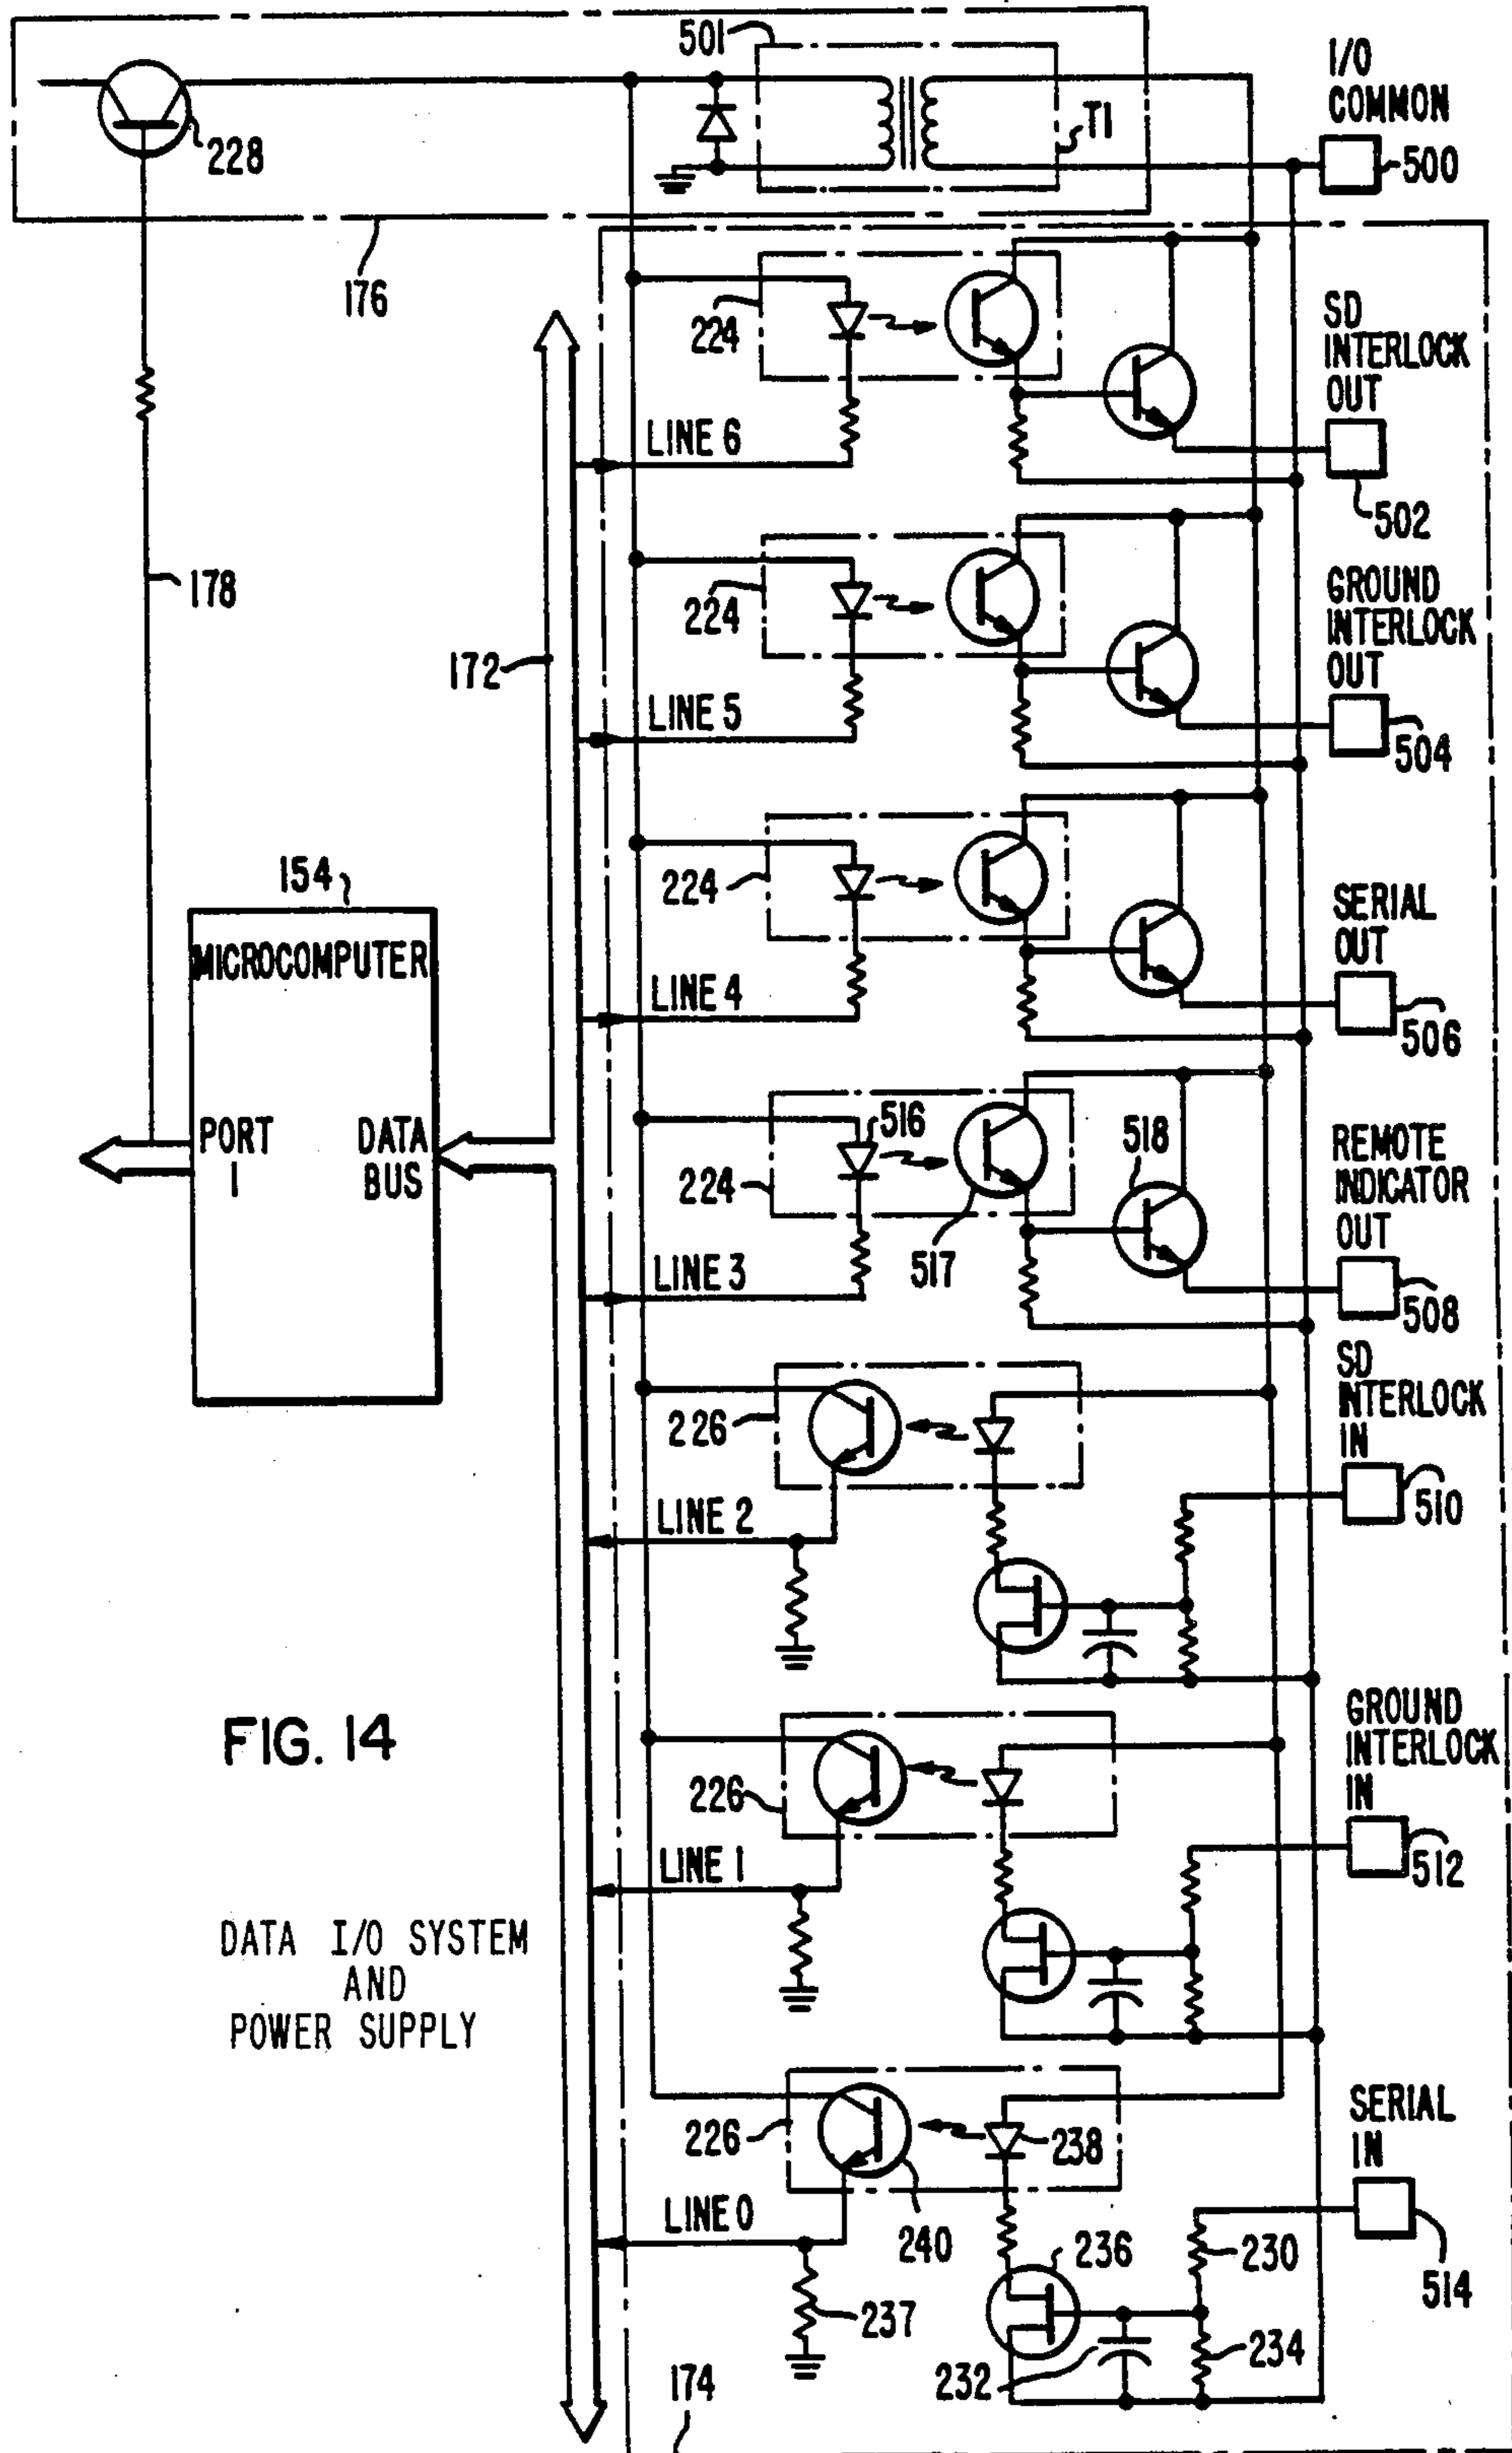 501
I/O
COMMON
T1
228
500
176
224
SD
INTERLOCK
OUT
LINE 6
502
178
224
GROUND
INTERLOCK
OUT
172
LINE 5
504
154
MICROCOMPUTER
224
SERIAL
OUT
LINE 4
506
PORT
1
DATA
BUS
516
518
224
517
REMOTE
INDICATOR
OUT
LINE 3
508
226
SD
INTERLOCK
IN
LINE 2
510
FIG. 14
226
GROUND
INTERLOCK
IN
LINE 1
512
DATA I/O SYSTEM
AND
POWER SUPPLY
226
238
SERIAL
IN
LINE 0
240
236
230
514
237
232
234
174